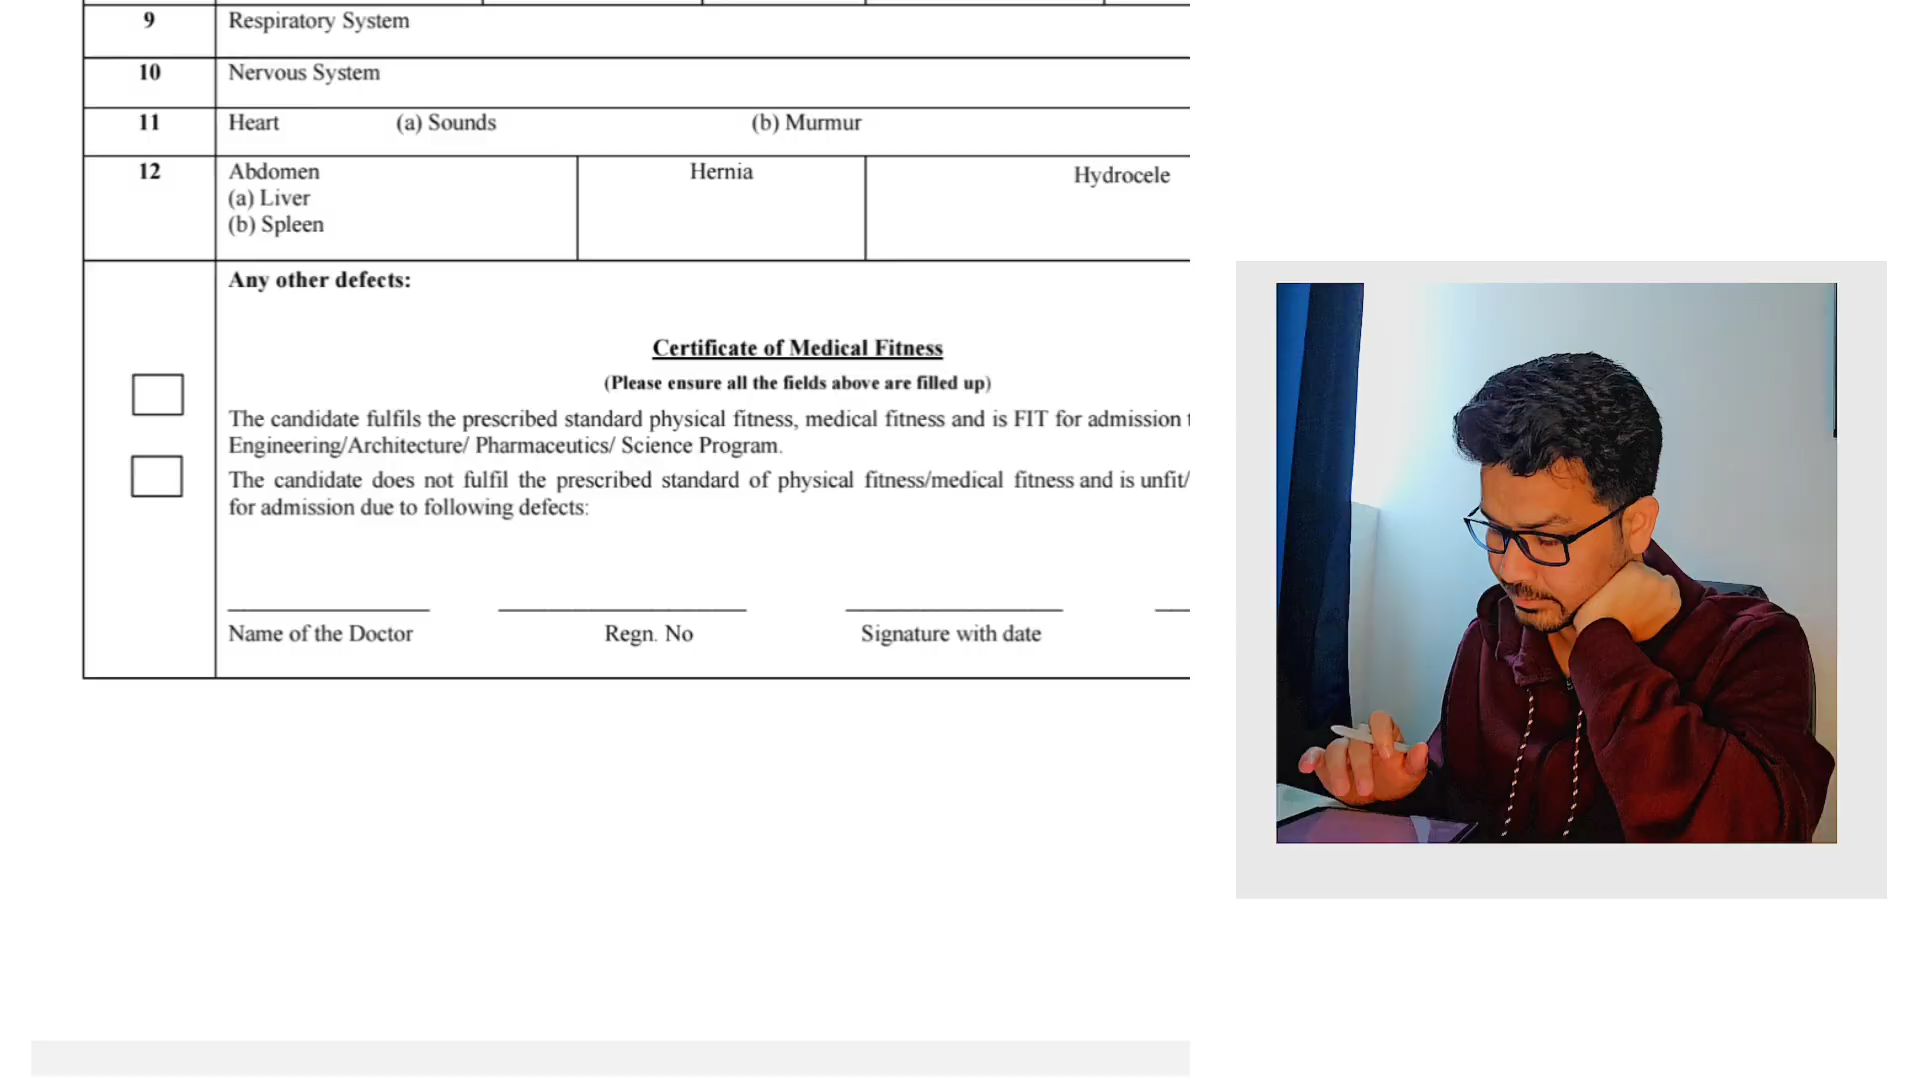 9 Respiratory System
10 Nervous System
11 Heart (a) Sounds (b) Murmur
12 Abdomen Hernia Hydrocele
(a) Liver
(b) Spleen
Any other defects:
Certificate of Medical Fitness
(Please ensure all the fields above are filled up)
The candidate fulfils the prescribed standard physical fitness, medical fitness and is FIT for admission
Engineering/Architecture/ Pharmaceutics/ Science Program.
The candidate does not fulfil the prescribed standard of physical fitness/medical fitness and is unfit/
for admission due to following defects:
Name of the Doctor Regn. No Signature with date